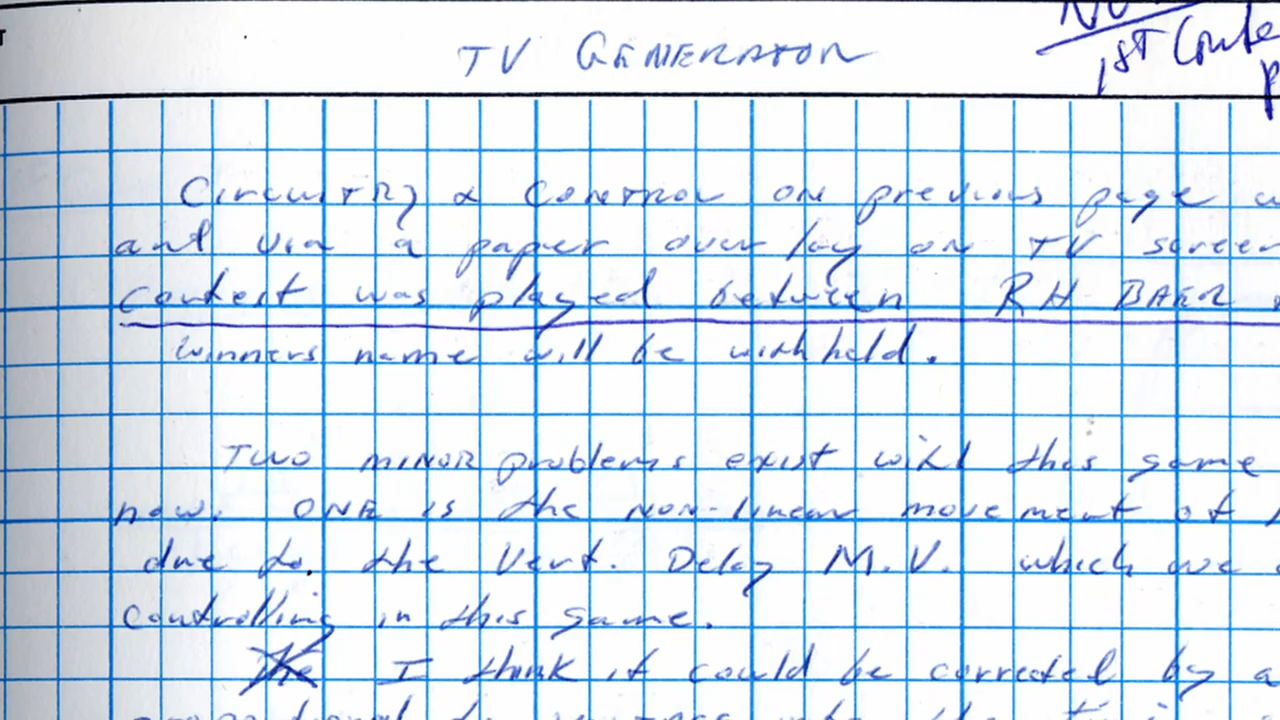 TV GENERATOR
1ST
CIRCUITRY & CONTROL ON previous page
and via a paper overlay on TV screen
contest was played between RH BAER
winners name will be withheld.
TWO MINOR problems exist with this game
now. ONE is the NON-linear movement of
due to. the Vert. Delay M.V. which we
controlling in this game.
The I think it could be corrected by a